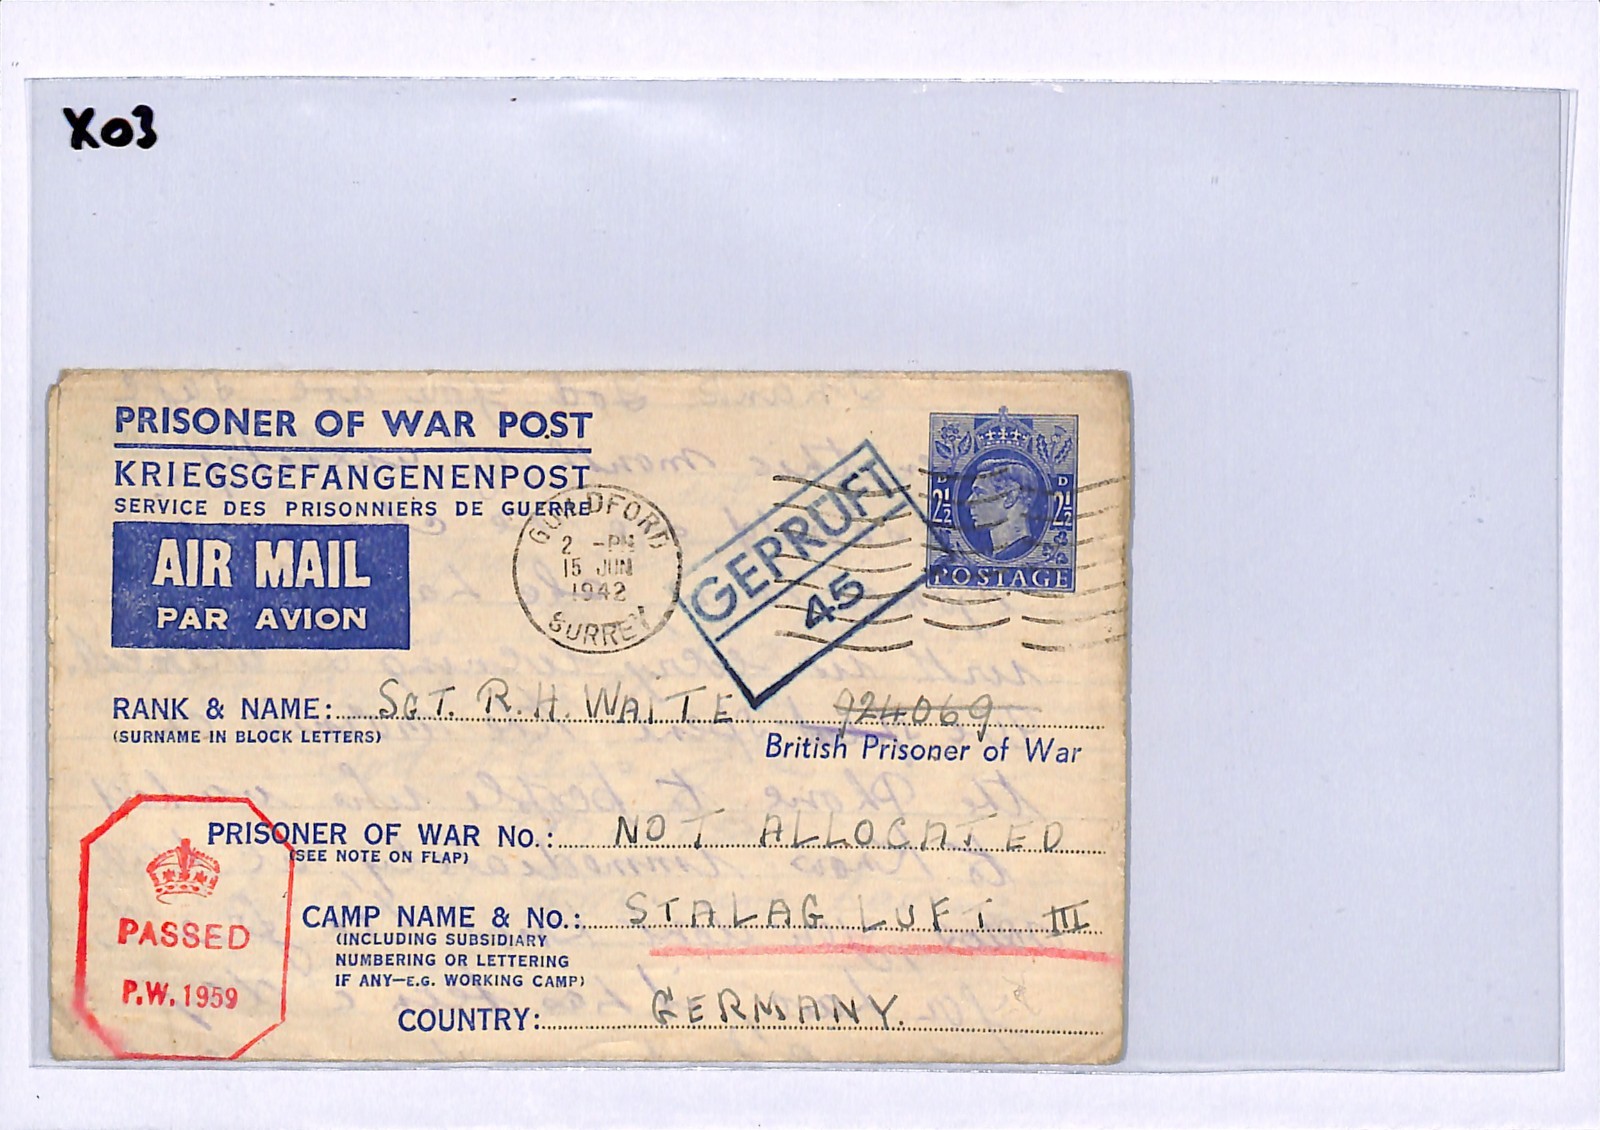 X03
PRISONER OF WAR POST
KRIEGSGEFANGENENPOST
SERVICE DES PRISONNIERS DE GUERRE
AIR MAIL
PAR AVION
GUILDFORD
2 - PM
15 JUN
1942
SURREY
GEPRÜFT
45
D D
2½ 2½
POSTAGE
RANK & NAME: SGT. R. H. WAITE 924069
(SURNAME IN BLOCK LETTERS)
British Prisoner of War
PRISONER OF WAR No.: NOT ALLOCATED
(SEE NOTE ON FLAP)
CAMP NAME & NO.: STALAG LUFT III
(INCLUDING SUBSIDIARY
NUMBERING OR LETTERING
IF ANY—E.G. WORKING CAMP)
COUNTRY: GERMANY.
PASSED
P.W. 1959